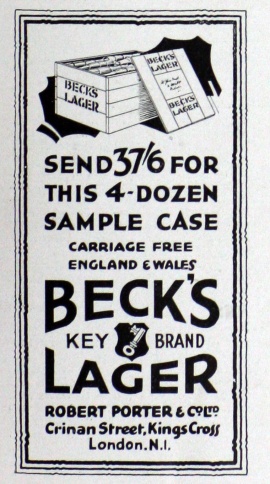 BECK'S
LAGER
BECK'S
LAGER
BECK'S
LAGER
SEND 37/6 FOR
THIS 4-DOZEN
SAMPLE CASE
CARRIAGE FREE
ENGLAND & WALES
BECK'S
KEY BRAND
LAGER
ROBERT PORTER & Co LTD
Crinan Street, Kings Cross
London. N.1.